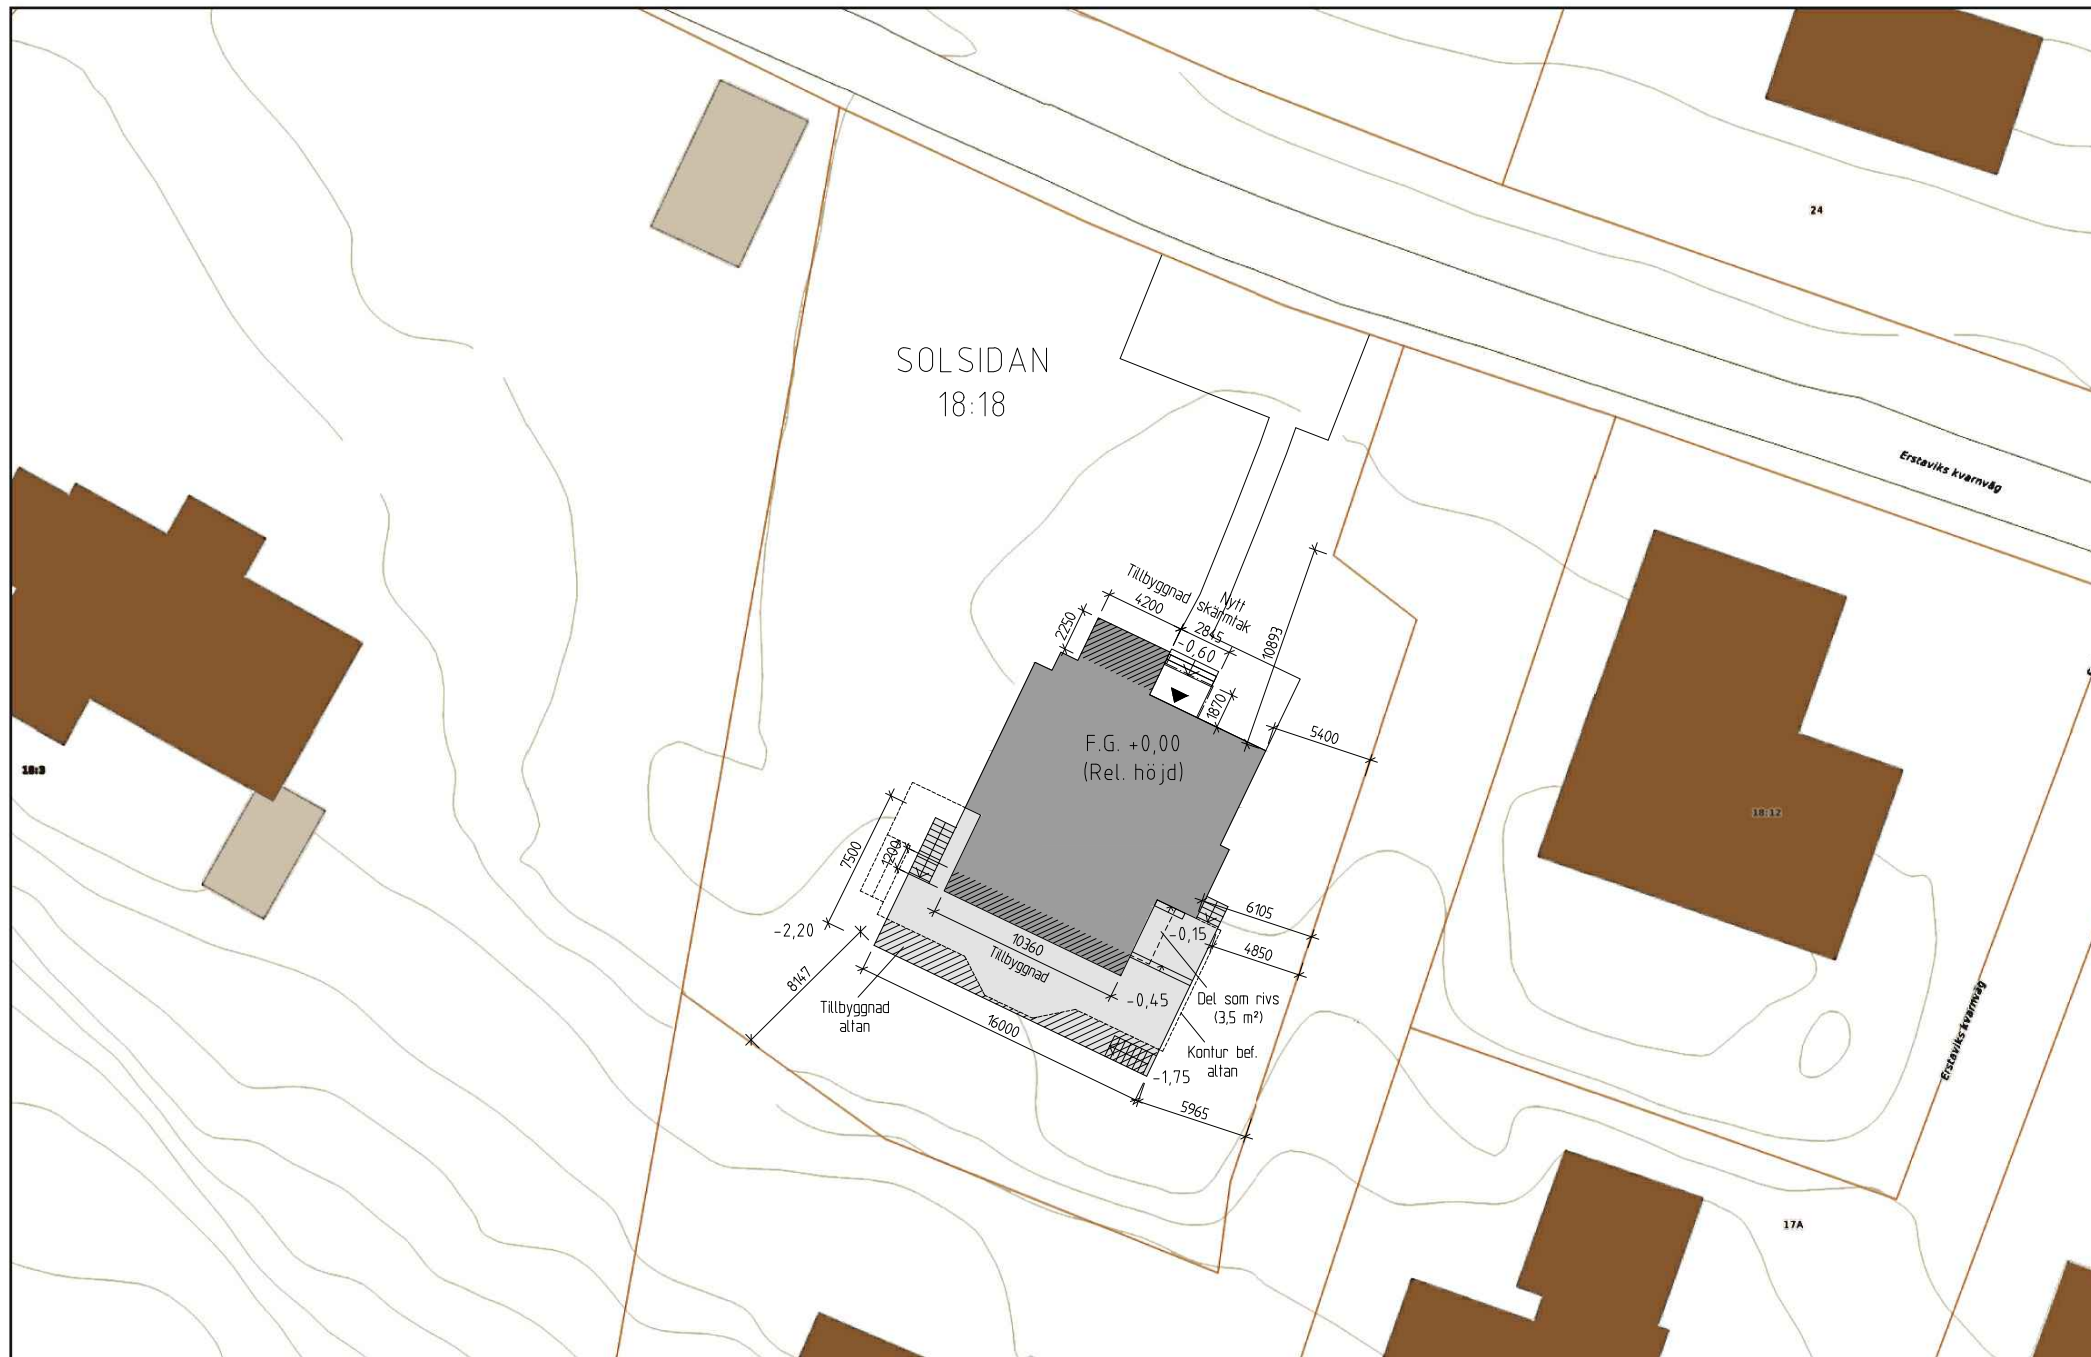 24
SOLSIDAN
18:18
Erstaviks kvarnväg
Tillbyggnad
4200
Nytt
skärmtak
2845
2250
-0,60
10893
1870
5400
F.G. +0,00
(Rel. höjd)
18:3
18:12
7500
1200
6105
-2,20
-0,15
4850
10360
Tillbyggnad
8147
-0,45
Del som rivs
(3,5 m²)
Tillbyggnad
altan
16000
Kontur bef.
altan
-1,75
5965
Erstaviks kvarnväg
17A